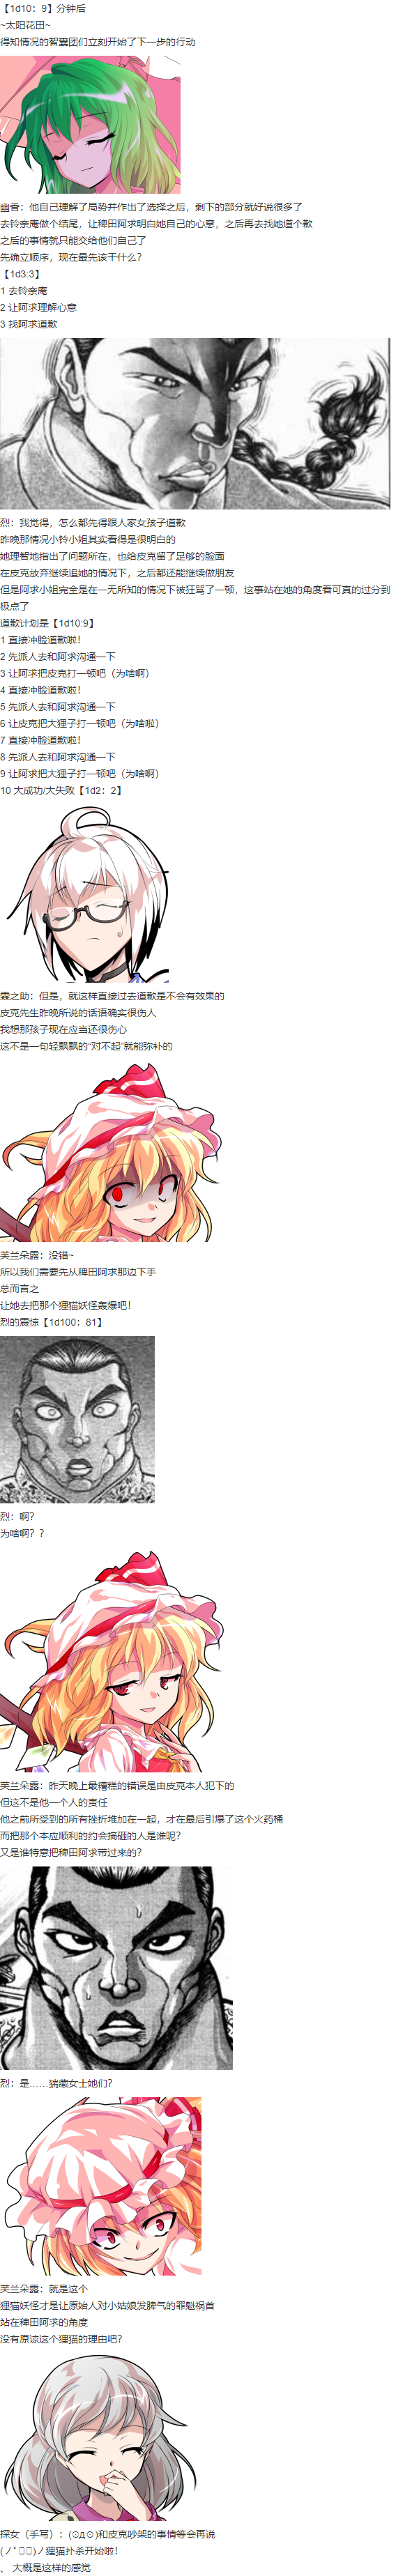 【1d10：9】分钟后
~太阳花田~
得知情况的智囊团们立刻开始了下一步的行动
幽香：他自己理解了局势并作出了选择之后，剩下的部分就好说很多了
去铃奈庵做个结尾，让稗田阿求明白她自己的心意，之后再去找她道个歉
之后的事情就只能交给他们自己了
先确立顺序，现在最先该干什么？
【1d3:3】
1 去铃奈庵
2 让阿求理解心意
3 找阿求道歉
烈：我觉得，怎么都先得跟人家女孩子道歉
昨晚那情况小铃小姐其实看得是很明白的
她理智地指出了问题所在，也给皮克留了足够的脸面
在皮克放弃继续追她的情况下，之后都还能继续做朋友
但是阿求小姐完全是在一无所知的情况下被狂骂了一顿，这事站在她的角度看可真的过分到
极点了
道歉计划是【1d10:9】
1 直接冲脸道歉啦！
2 先派人去和阿求沟通一下
3 让阿求把皮克打一顿吧（为啥啊）
4 直接冲脸道歉啦！
5 先派人去和阿求沟通一下
6 让皮克把大狸子打一顿吧（为啥啦）
7 直接冲脸道歉啦！
8 先派人去和阿求沟通一下
9 让阿求把大狸子打一顿吧（为啥啊）
10 大成功/大失败【1d2：2】
霖之助：但是，就这样直接过去道歉是不会有效果的
皮克先生昨晚所说的话语确实很伤人
我想那孩子现在应当还很伤心
这不是一句轻飘飘的“对不起”就能弥补的
芙兰朵露：没错~
所以我们需要先从稗田阿求那边下手
总而言之
让她去把那个狸猫妖怪轰爆吧！
烈的震惊【1d100：81】
烈：啊？
为啥啊？？
芙兰朵露：昨天晚上最糟糕的错误是由皮克本人犯下的
但这不是他一个人的责任
他之前所受到的所有挫折堆加在一起，才在最后引爆了这个火药桶
而把那个本应顺利的约会搞砸的人是谁呢？
又是谁特意把稗田阿求带过来的？
烈：是……猯藏女士她们？
芙兰朵露：就是这个
狸猫妖怪才是让原始人对小姑娘发脾气的罪魁祸首
站在稗田阿求的角度
没有原谅这个狸猫的理由吧？
探女（手写）：(⊙д⊙)和皮克吵架的事情等会再说
(ノ`▯▯)ノ狸猫扑杀开始啦！
、 大概是这样的感觉